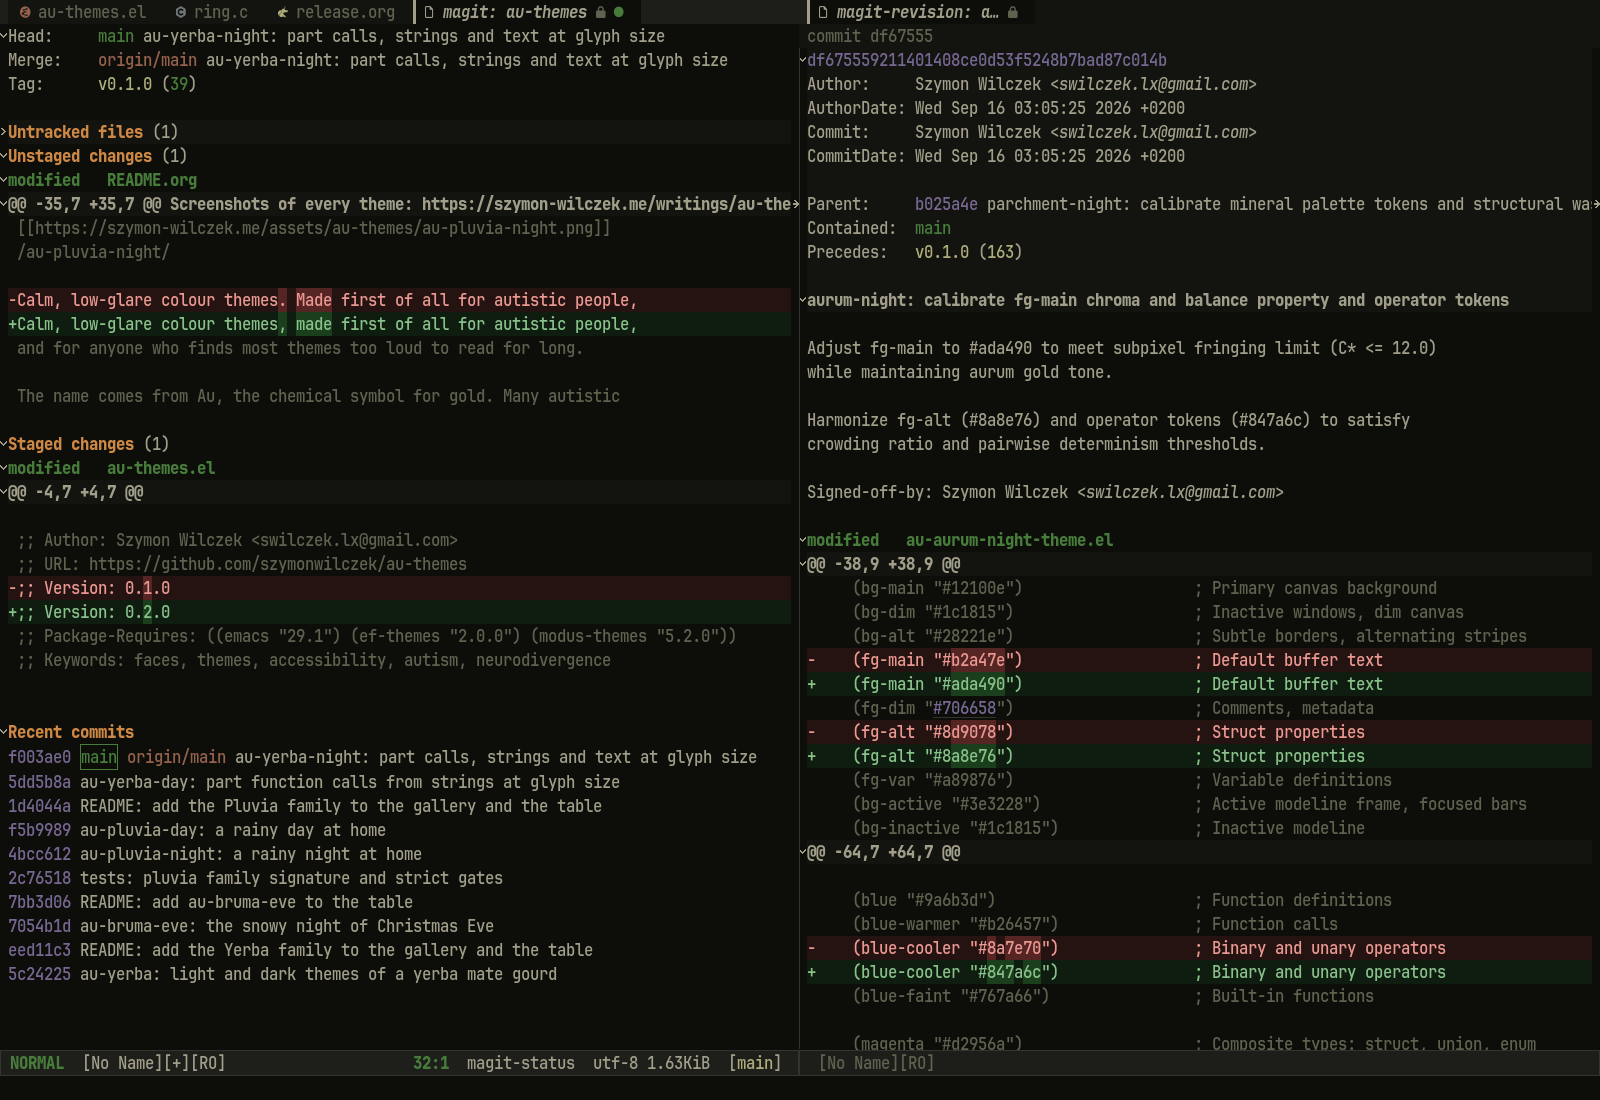 au-themes.el ring.c release.org magit: au-themes
Head: main au-yerba-night: part calls, strings and text at glyph size
Merge: origin/main au-yerba-night: part calls, strings and text at glyph size
Tag: v0.1.0 (39)
Untracked files (1)
Unstaged changes (1)
modified README.org
@@ -35,7 +35,7 @@ Screenshots of every theme: https://szymon-wilczek.me/writings/au-the
[[https://szymon-wilczek.me/assets/au-themes/au-pluvia-night.png]]
/au-pluvia-night/
-Calm, low-glare colour themes. Made first of all for autistic people,
+Calm, low-glare colour themes, made first of all for autistic people,
and for anyone who finds most themes too loud to read for long.
The name comes from Au, the chemical symbol for gold. Many autistic
Staged changes (1)
modified au-themes.el
@@ -4,7 +4,7 @@
;; Author: Szymon Wilczek <swilczek.lx@gmail.com>
;; URL: https://github.com/szymonwilczek/au-themes
-;; Version: 0.1.0
+;; Version: 0.2.0
;; Package-Requires: ((emacs "29.1") (ef-themes "2.0.0") (modus-themes "5.2.0"))
;; Keywords: faces, themes, accessibility, autism, neurodivergence
Recent commits
f003ae0 main origin/main au-yerba-night: part calls, strings and text at glyph size
5dd5b8a au-yerba-day: part function calls from strings at glyph size
1d4044a README: add the Pluvia family to the gallery and the table
f5b9989 au-pluvia-day: a rainy day at home
4bcc612 au-pluvia-night: a rainy night at home
2c76518 tests: pluvia family signature and strict gates
7bb3d06 README: add au-bruma-eve to the table
7054b1d au-bruma-eve: the snowy night of Christmas Eve
eed11c3 README: add the Yerba family to the gallery and the table
5c24225 au-yerba: light and dark themes of a yerba mate gourd
NORMAL [No Name][+][RO] 32:1 magit-status utf-8 1.63KiB [main]
magit-revision: a…
commit df67555
df675559211401408ce0d53f5248b7bad87c014b
Author: Szymon Wilczek <swilczek.lx@gmail.com>
AuthorDate: Wed Sep 16 03:05:25 2026 +0200
Commit: Szymon Wilczek <swilczek.lx@gmail.com>
CommitDate: Wed Sep 16 03:05:25 2026 +0200
Parent: b025a4e parchment-night: calibrate mineral palette tokens and structural wa
Contained: main
Precedes: v0.1.0 (163)
aurum-night: calibrate fg-main chroma and balance property and operator tokens
Adjust fg-main to #ada490 to meet subpixel fringing limit (C* <= 12.0)
while maintaining aurum gold tone.
Harmonize fg-alt (#8a8e76) and operator tokens (#847a6c) to satisfy
crowding ratio and pairwise determinism thresholds.
Signed-off-by: Szymon Wilczek <swilczek.lx@gmail.com>
modified au-aurum-night-theme.el
@@ -38,9 +38,9 @@
(bg-main "#12100e") ; Primary canvas background
(bg-dim "#1c1815") ; Inactive windows, dim canvas
(bg-alt "#28221e") ; Subtle borders, alternating stripes
- (fg-main "#b2a47e") ; Default buffer text
+ (fg-main "#ada490") ; Default buffer text
(fg-dim "#706658") ; Comments, metadata
- (fg-alt "#8d9078") ; Struct properties
+ (fg-alt "#8a8e76") ; Struct properties
(fg-var "#a89876") ; Variable definitions
(bg-active "#3e3228") ; Active modeline frame, focused bars
(bg-inactive "#1c1815") ; Inactive modeline
@@ -64,7 +64,7 @@
(blue "#9a6b3d") ; Function definitions
(blue-warmer "#b26457") ; Function calls
- (blue-cooler "#8a7e70") ; Binary and unary operators
+ (blue-cooler "#847a6c") ; Binary and unary operators
(blue-faint "#767a66") ; Built-in functions
(magenta "#d2956a") ; Composite types: struct, union, enum
[No Name][RO]